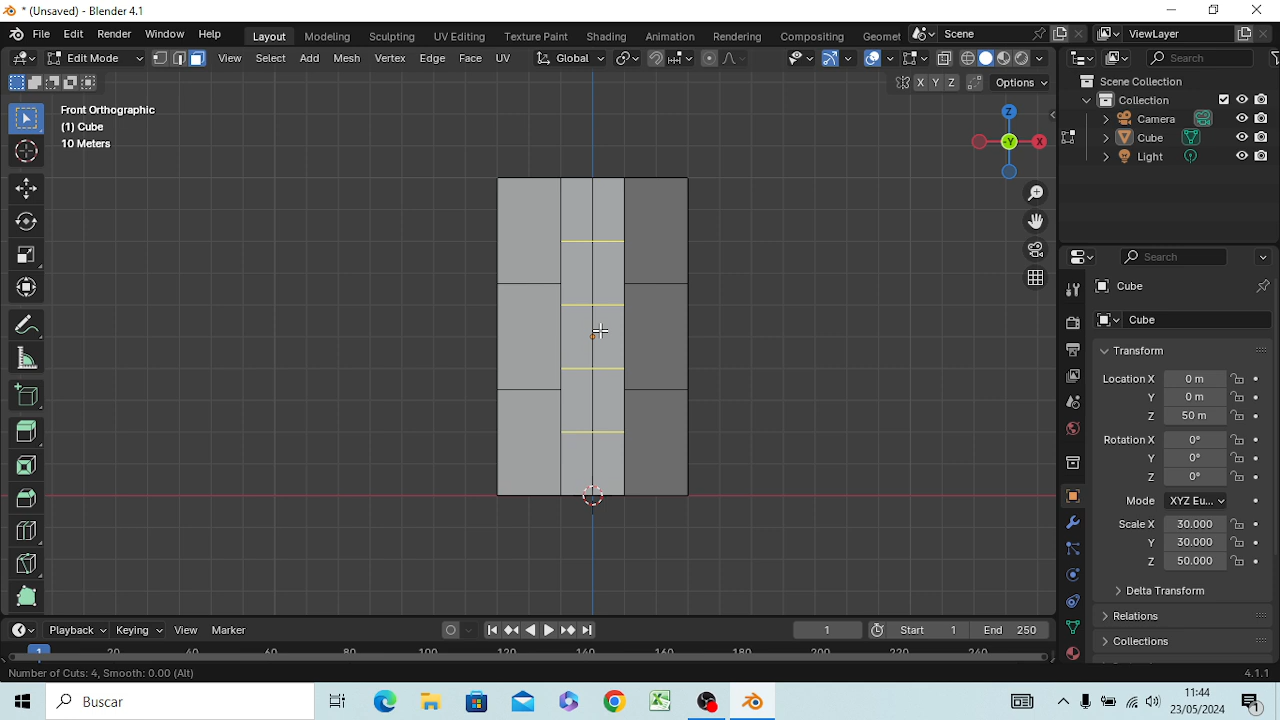 * (Unsaved) - Blender 4.1
File Edit Render Window Help Layout Modeling Sculpting UV Editing Texture Paint Shading Animation Rendering Compositing Geomet Scene ViewLayer
Edit Mode View Select Add Mesh Vertex Edge Face UV Global Search
X Y Z Options
Front Orthographic
(1) Cube
10 Meters
Z
X
-Y
Scene Collection
Collection
Camera
Cube
Light
Search
Cube
Cube
Transform
Location X 0 m
Y 0 m
Z 50 m
Rotation X 0°
Y 0°
Z 0°
Mode XYZ Eu...
Scale X 30.000
Y 30.000
Z 50.000
Delta Transform
Relations
Collections
Playback Keying View Marker 1 Start 1 End 250
1 20 40 60 80 100 120 140 160 180 200 220 240
Number of Cuts: 4, Smooth: 0.00 (Alt) 4.1.1
Buscar
11:44
23/05/2024
1